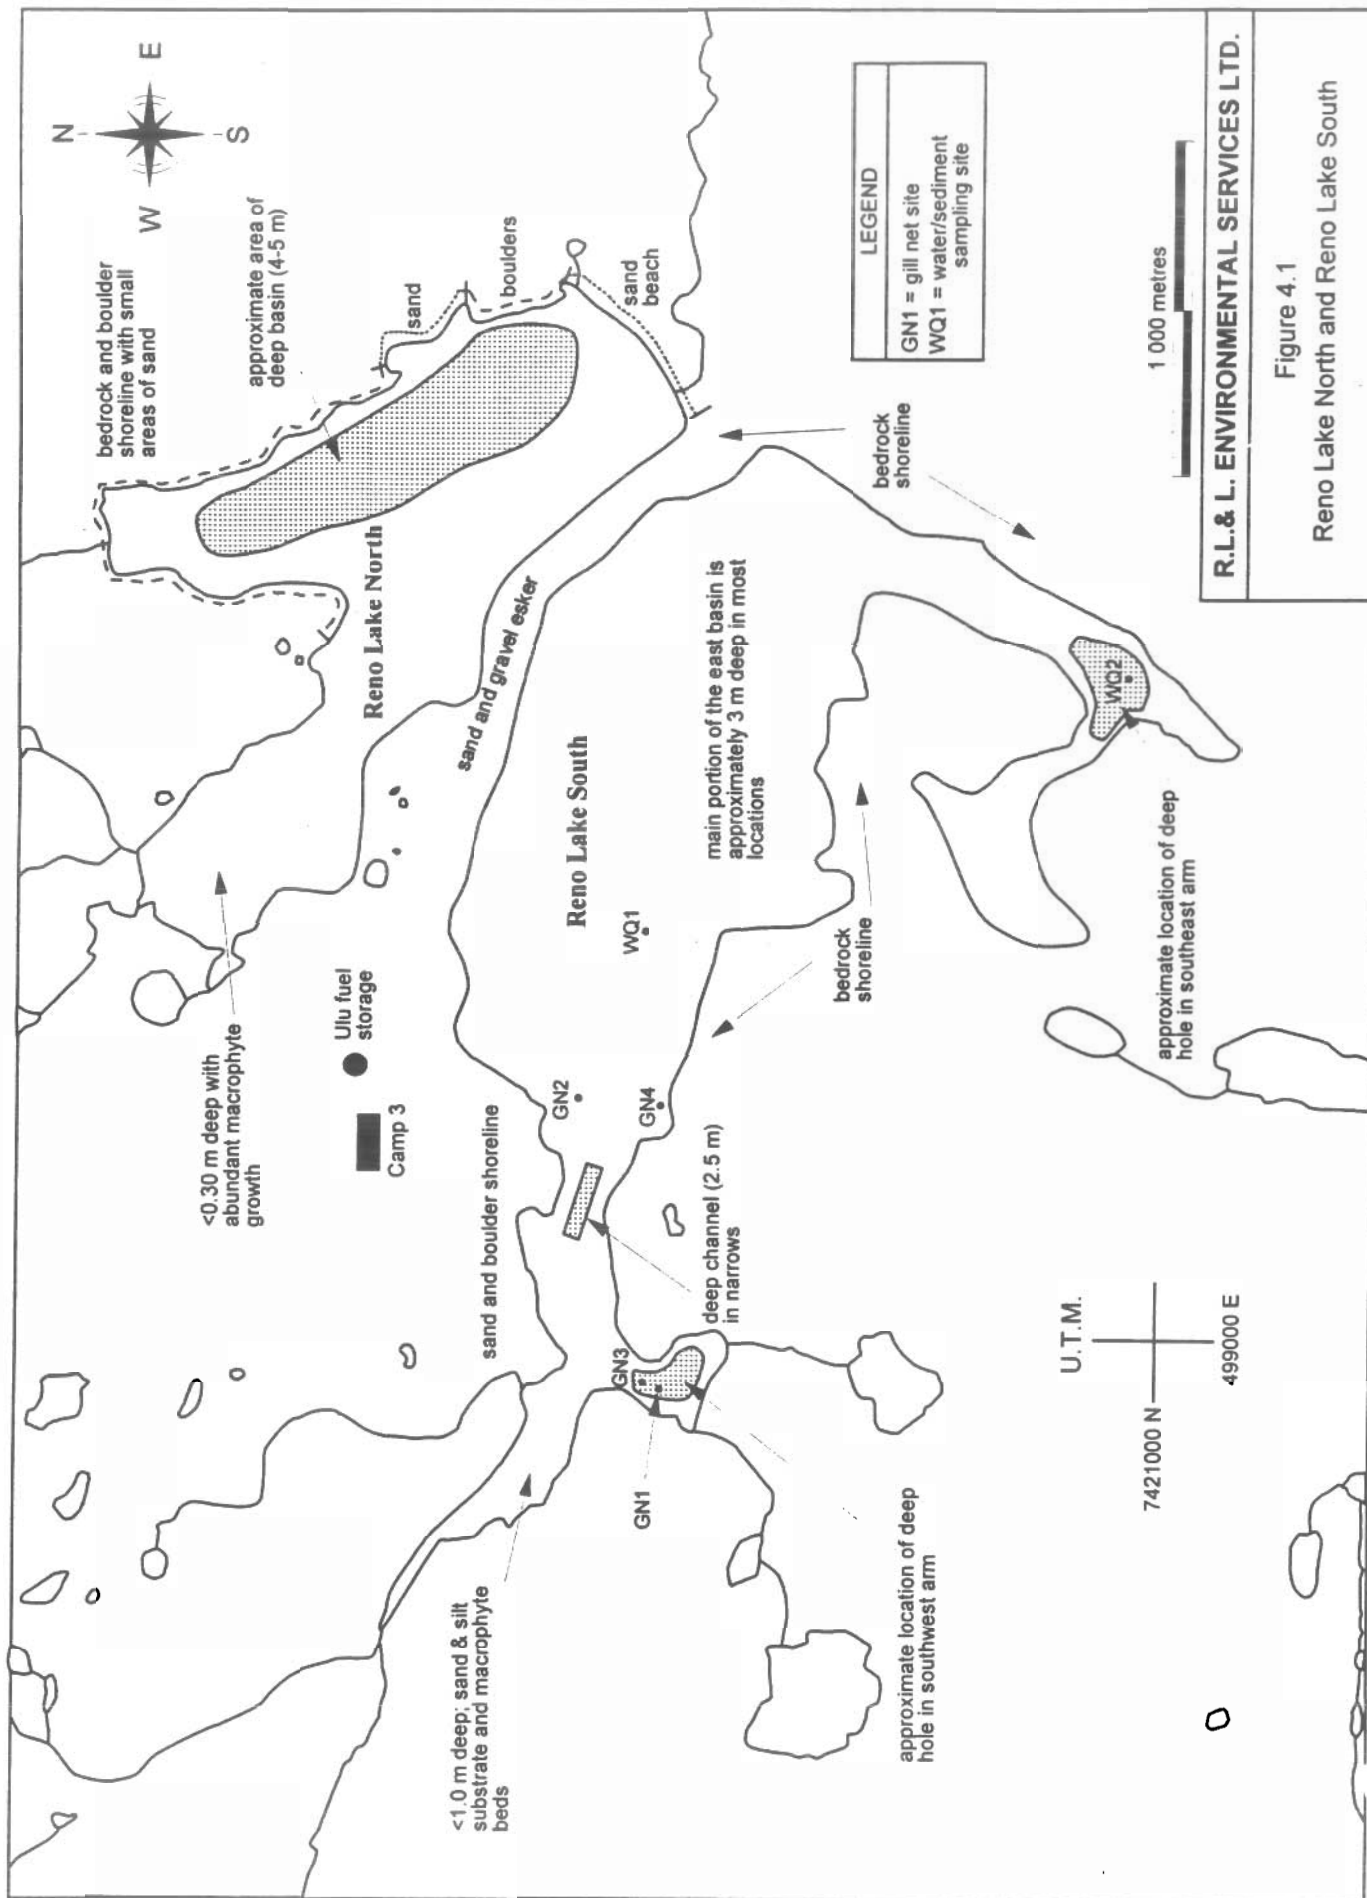 N
E
W
S
bedrock and boulder
shoreline with small
areas of sand
approximate area of
deep basin (4-5 m)
sand
boulders
sand
beach
<0.30 m deep with
abundant macrophyte
growth
Ulu fuel
storage
Camp 3
Reno Lake North
sand and gravel esker
sand and boulder shoreline
Reno Lake South
<1.0 m deep; sand & silt
substrate and macrophyte
beds
GN2
WQ1
GN4
GN3
GN1
deep channel (2.5 m)
in narrows
main portion of the east basin is
approximately 3 m deep in most
locations
bedrock
shoreline
bedrock
shoreline
approximate location of deep
hole in southwest arm
WQ2
approximate location of deep
hole in southeast arm
LEGEND
GN1 = gill net site
WQ1 = water/sediment
sampling site
U.T.M.
7421000 N
499000 E
1 000 metres
R.L.& L. ENVIRONMENTAL SERVICES LTD.
Figure 4.1
Reno Lake North and Reno Lake South